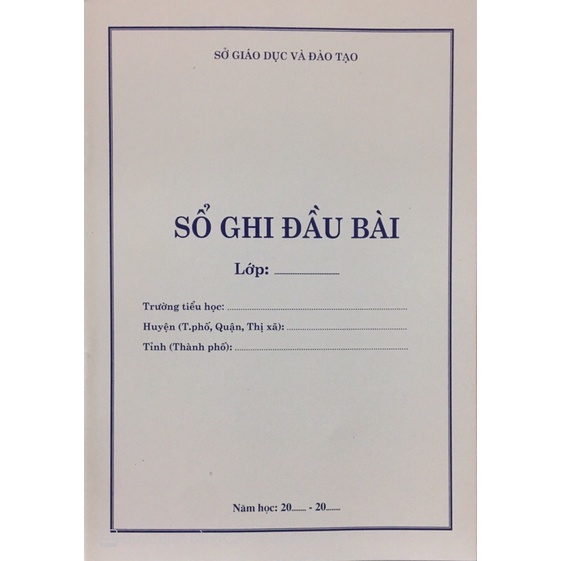 SỞ GIÁO DỤC VÀ ĐÀO TẠO
SỔ GHI ĐẦU BÀI
Lớp: ....................
Trường tiểu học: ............................................................
Huyện (T.phố, Quận, Thị xã): ........................................
Tỉnh (Thành phố): ..........................................................
Năm học: 20...... - 20......